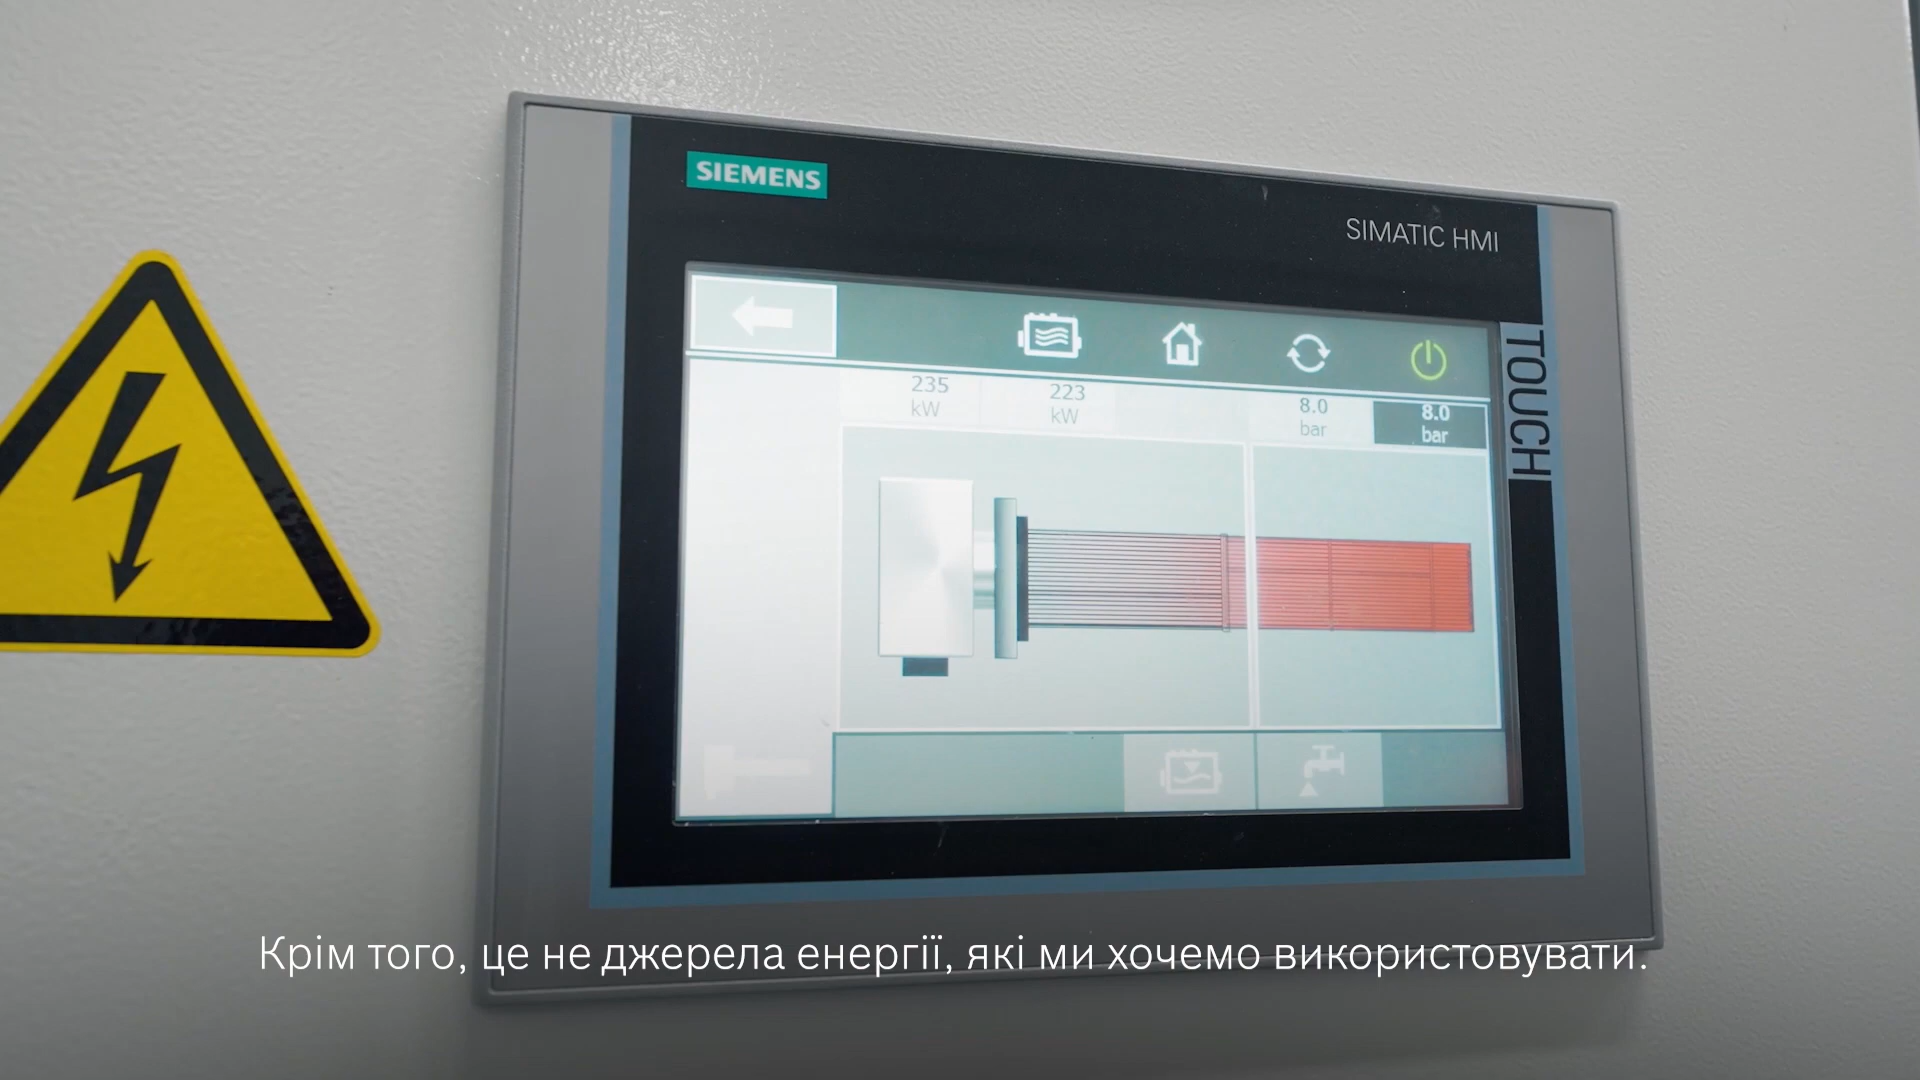 SIEMENS
SIMATIC HMI
TOUCH
235
kW
223
kW
8.0
bar
8.0
bar
Крім того, це не джерела енергії, які ми хочемо використовувати.